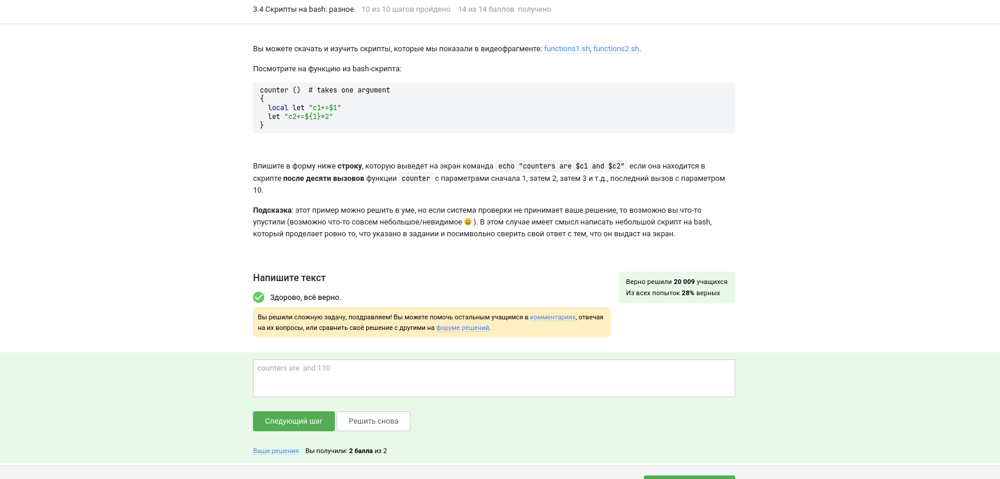 3.4 Скрипты на bash: разное 10 из 10 шагов пройдено 14 из 14 баллов получено
Вы можете скачать и изучить скрипты, которые мы показали в видеофрагменте: functions1.sh, functions2.sh.
Посмотрите на функцию из bash-скрипта:
counter ()  # takes one argument
{
  local let "c1+=$1"
  let "c2+=${1}*2"
}
Впишите в форму ниже строку, которую выведет на экран команда echo "counters are $c1 and $c2" если она находится в
скрипте после десяти вызовов функции counter с параметрами сначала 1, затем 2, затем 3 и т.д., последний вызов с параметром
10.
Подсказка: этот пример можно решить в уме, но если система проверки не принимает ваше решение, то возможно вы что-то
упустили (возможно что-то совсем небольшое/невидимое 😃 ). В этом случае имеет смысл написать небольшой скрипт на bash,
который проделает ровно то, что указано в задании и посимвольно сверить свой ответ с тем, что он выдаст на экран.
Напишите текст
Верно решили 20 009 учащихся
Из всех попыток 28% верных
Здорово, всё верно.
Вы решили сложную задачу, поздравляем! Вы можете помочь остальным учащимся в комментариях, отвечая
на их вопросы, или сравнить своё решение с другими на форуме решений.
counters are  and 110
Следующий шаг Решить снова
Ваши решения Вы получили: 2 балла из 2